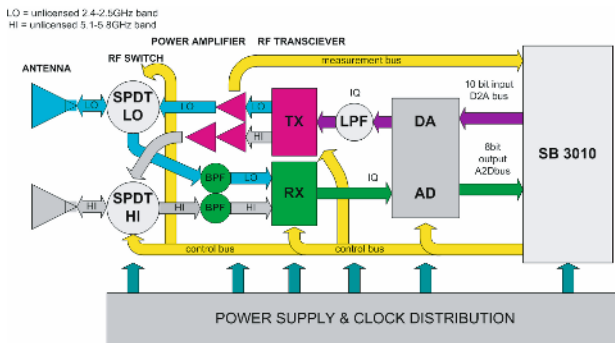 LO = unlicensed 2.4-2.5GHz band
HI = unlicensed 5.1-5.8GHz band
POWER AMPLIFIER
RF TRANSCIEVER
RF SWITCH
ANTENNA
measurement bus
LO
SPDT
LO
LO
LO
HI
TX
IQ
LPF
DA
10 bit input
D2A bus
SB 3010
BPF
LO
BPF
HI
RX
IQ
AD
8bit
output
A2Dbus
HI
SPDT
HI
HI
control bus
control bus
POWER SUPPLY & CLOCK DISTRIBUTION